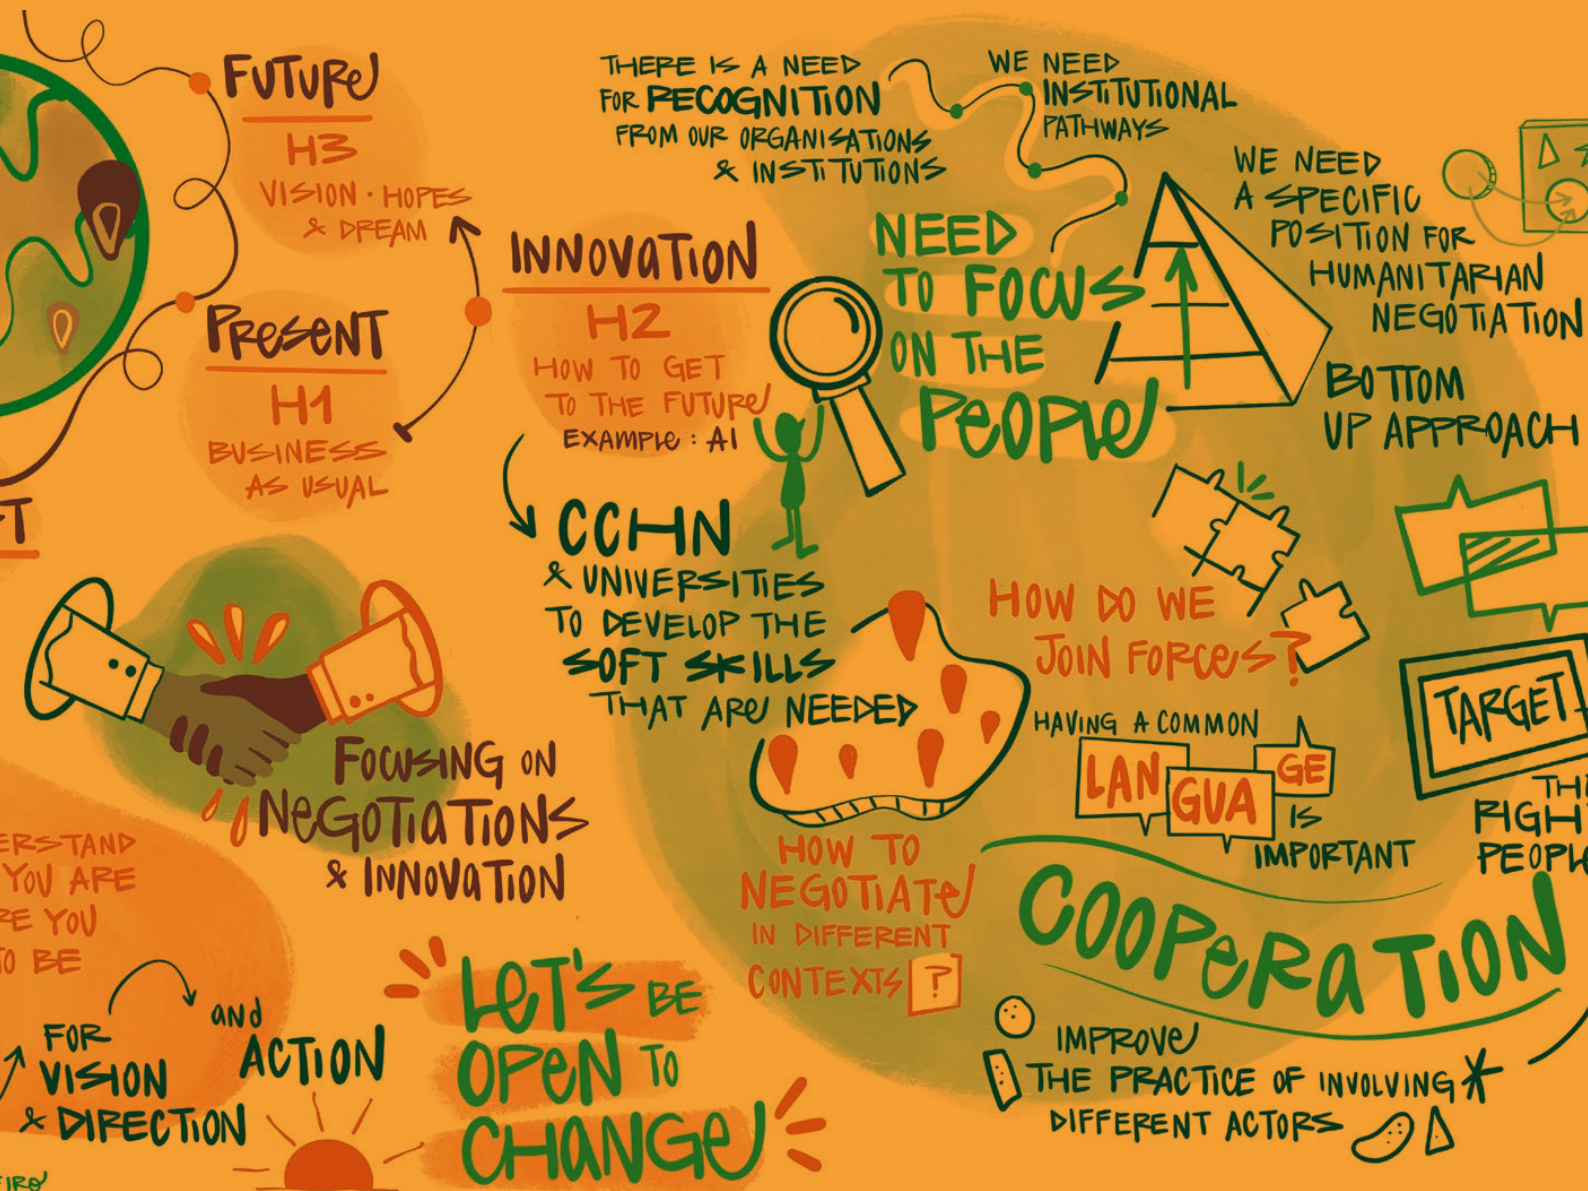 FUTURE
H3
VISION · HOPES
& DREAM
PRESENT
H1
BUSINESS
AS USUAL
INNOVATION
H2
HOW TO GET
TO THE FUTURE
EXAMPLE : AI
CCHN
& UNIVERSITIES
TO DEVELOP THE
SOFT SKILLS
THAT ARE NEEDED
FOCUSING ON
NEGOTIATIONS
& INNOVATION
YOU ARE
YOU
TO BE
FOR
VISION
& DIRECTION
AND
ACTION
LET'S BE
OPEN TO
CHANGE
THERE IS A NEED
FOR RECOGNITION
FROM OUR ORGANISATIONS
& INSTITUTIONS
WE NEED
INSTITUTIONAL
PATHWAYS
WE NEED
A SPECIFIC
POSITION FOR
HUMANITARIAN
NEGOTIATION
NEED
TO FOCUS
ON THE
PEOPLE
BOTTOM
UP APPROACH
HOW DO WE
JOIN FORCES?
HAVING A COMMON
LANGUAGE
IS
IMPORTANT
TARGET
THE
RIGHT
PEOPLE
HOW TO
NEGOTIATE
IN DIFFERENT
CONTEXTS ?
COOPERATION
IMPROVE
THE PRACTICE OF INVOLVING
DIFFERENT ACTORS